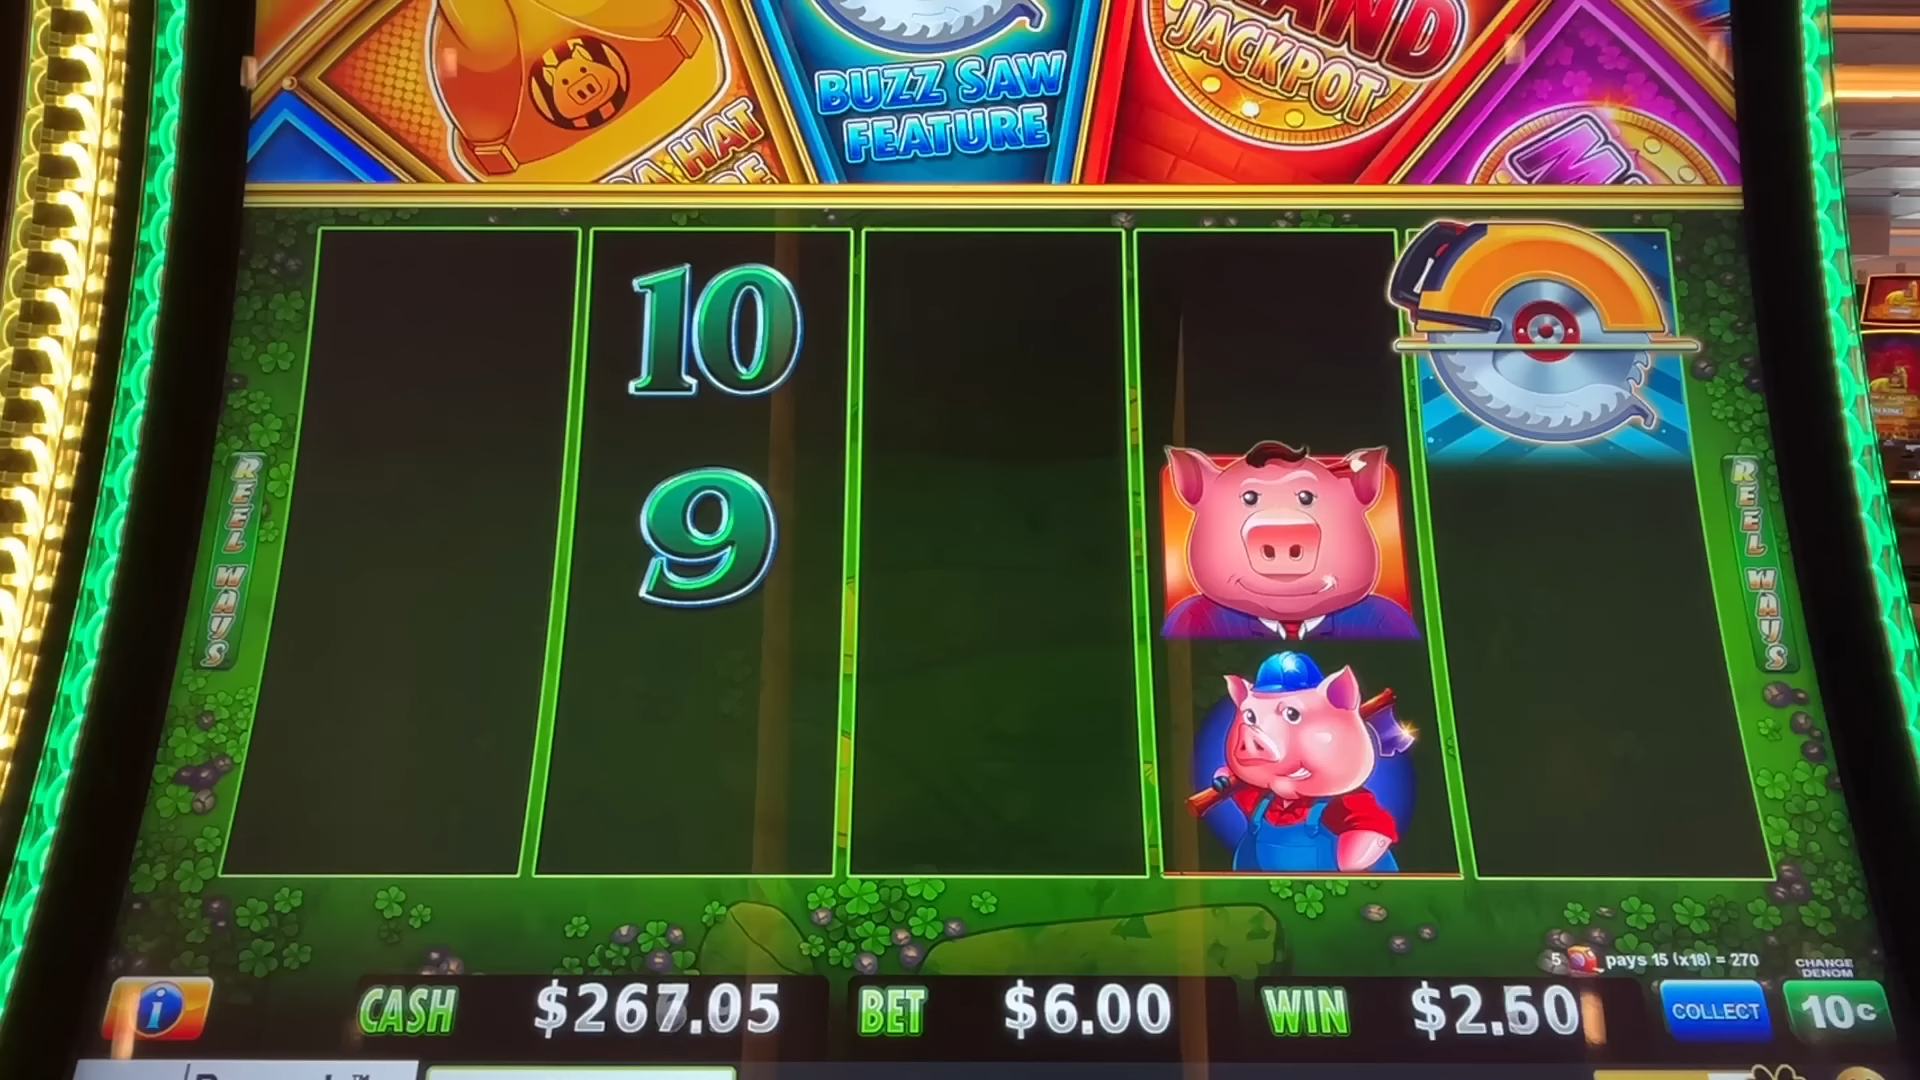 BUZZ SAW
FEATURE
JACKPOT
HAT
10
9
REEL WAYS
REEL WAYS
5 pays 15 (x18) = 270
CHANGE
DENOM
CASH $267.05 BET $6.00 WIN $2.50 COLLECT 10¢